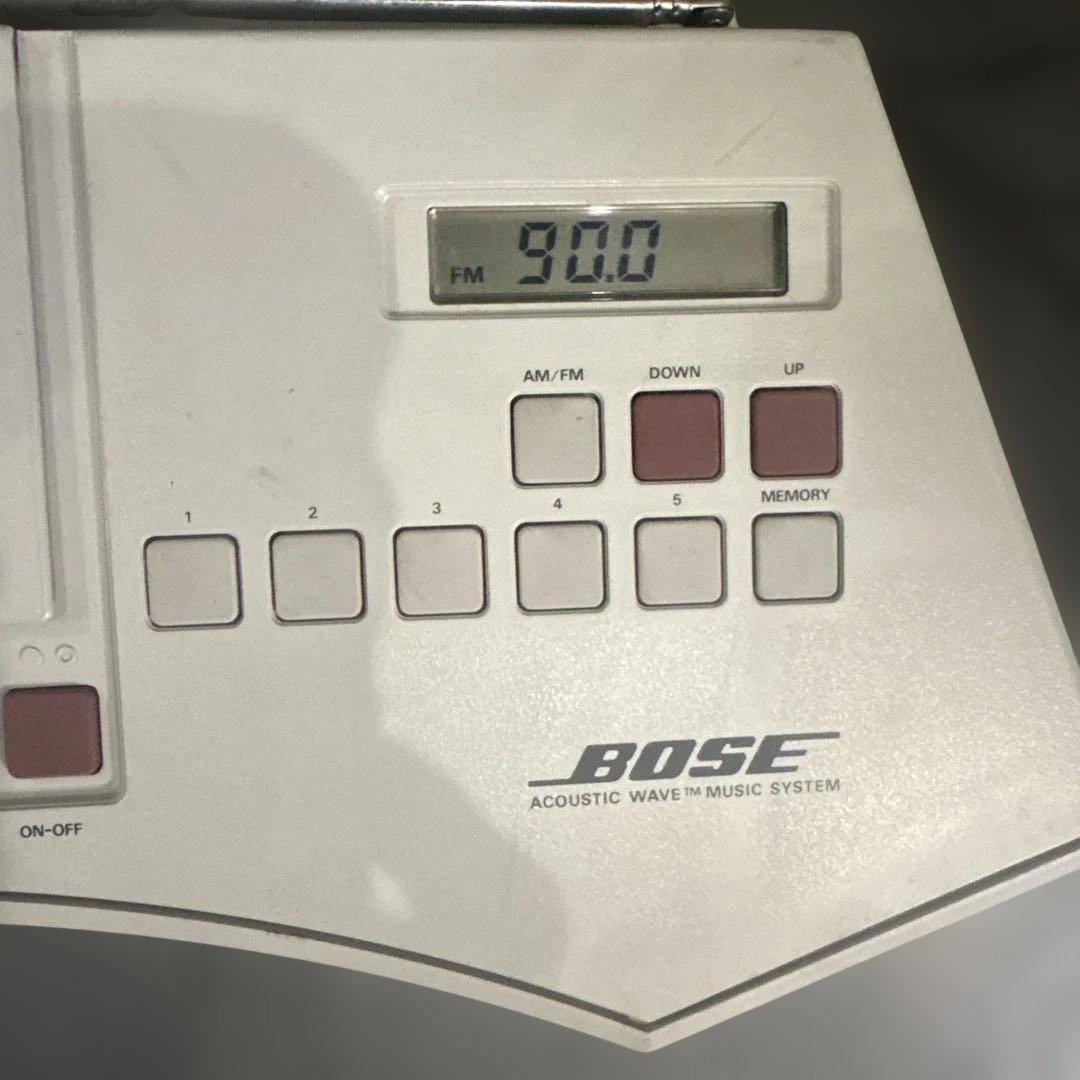 FM 90.0
AM/FM DOWN UP
1 2 3 4 5 MEMORY
BOSE
ACOUSTIC WAVE™ MUSIC SYSTEM
ON-OFF